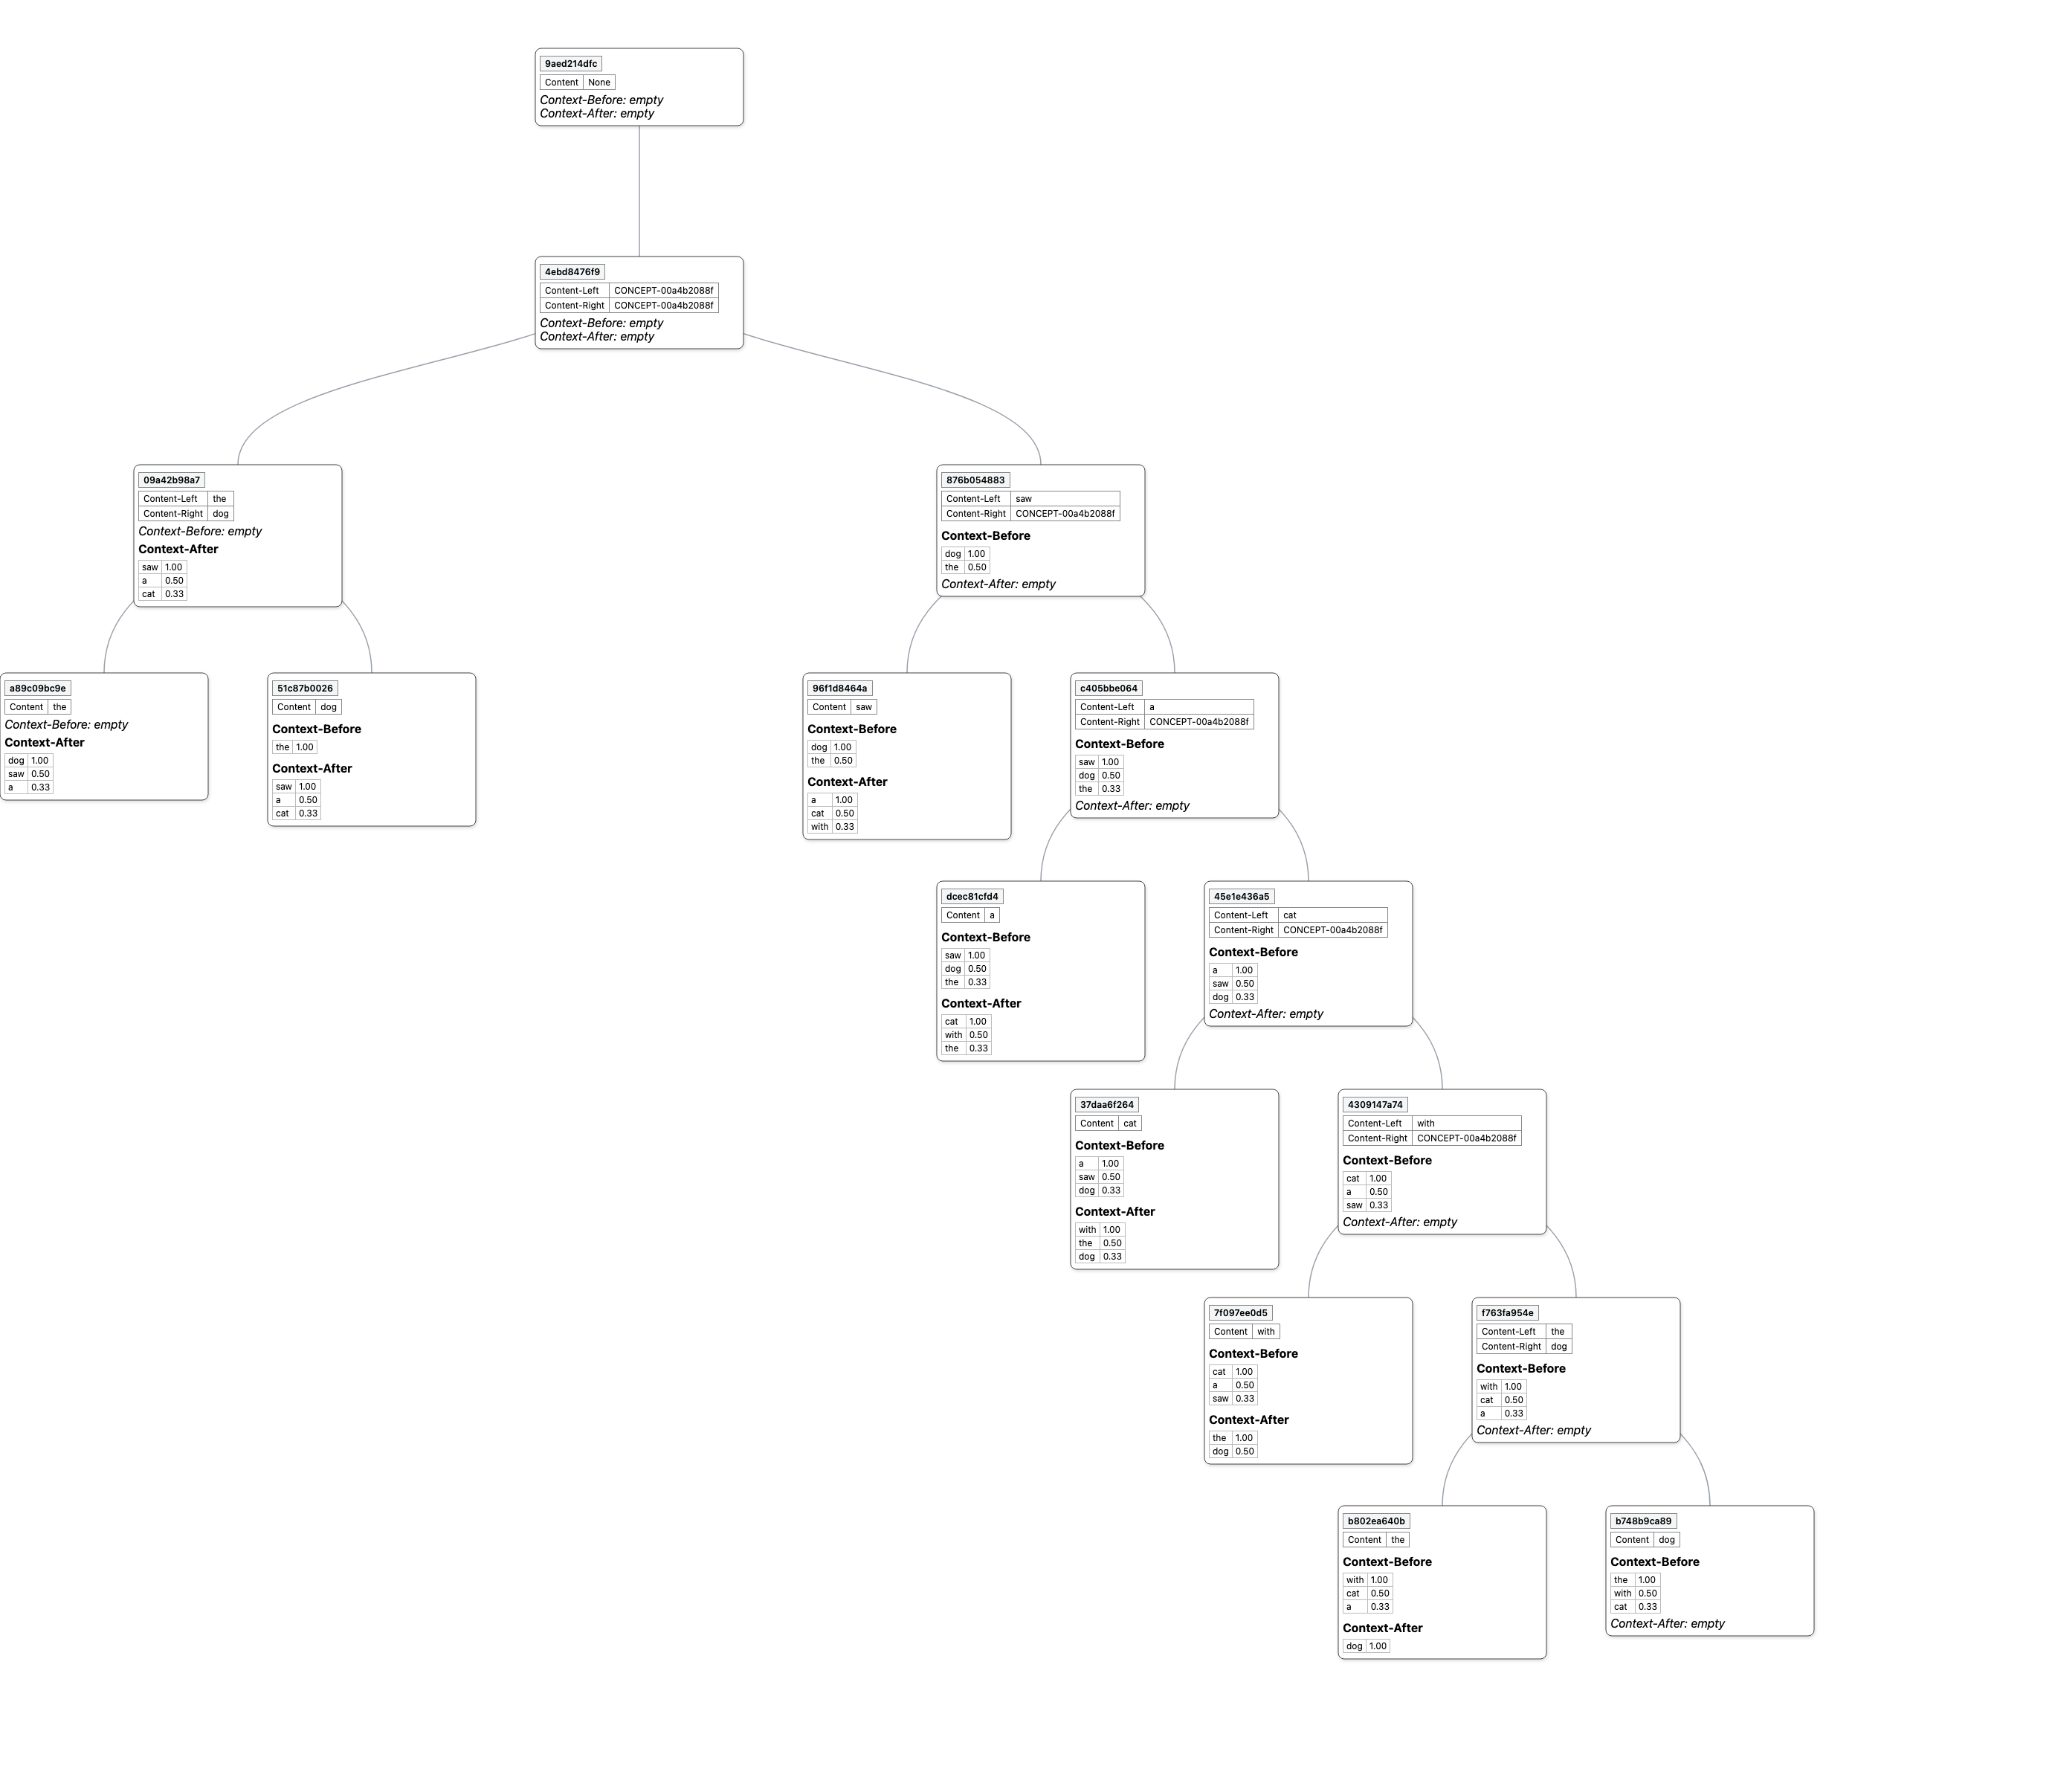 9aed214dfc
Content None
Context-Before: empty
Context-After: empty
4ebd8476f9
Content-Left CONCEPT-00a4b2088f
Content-Right CONCEPT-00a4b2088f
Context-Before: empty
Context-After: empty
09a42b98a7
Content-Left the
Content-Right dog
Context-Before: empty
Context-After
saw 1.00
a 0.50
cat 0.33
876b054883
Content-Left saw
Content-Right CONCEPT-00a4b2088f
Context-Before
dog 1.00
the 0.50
Context-After: empty
a89c09bc9e
Content the
Context-Before: empty
Context-After
dog 1.00
saw 0.50
a 0.33
51c87b0026
Content dog
Context-Before
the 1.00
Context-After
saw 1.00
a 0.50
cat 0.33
96f1d8464a
Content saw
Context-Before
dog 1.00
the 0.50
Context-After
a 1.00
cat 0.50
with 0.33
c405bbe064
Content-Left a
Content-Right CONCEPT-00a4b2088f
Context-Before
saw 1.00
dog 0.50
the 0.33
Context-After: empty
dcec81cfd4
Content a
Context-Before
saw 1.00
dog 0.50
the 0.33
Context-After
cat 1.00
with 0.50
the 0.33
45e1e436a5
Content-Left cat
Content-Right CONCEPT-00a4b2088f
Context-Before
a 1.00
saw 0.50
dog 0.33
Context-After: empty
37daa6f264
Content cat
Context-Before
a 1.00
saw 0.50
dog 0.33
Context-After
with 1.00
the 0.50
dog 0.33
4309147a74
Content-Left with
Content-Right CONCEPT-00a4b2088f
Context-Before
cat 1.00
a 0.50
saw 0.33
Context-After: empty
7f097ee0d5
Content with
Context-Before
cat 1.00
a 0.50
saw 0.33
Context-After
the 1.00
dog 0.50
f763fa954e
Content-Left the
Content-Right dog
Context-Before
with 1.00
cat 0.50
a 0.33
Context-After: empty
b802ea640b
Content the
Context-Before
with 1.00
cat 0.50
a 0.33
Context-After
dog 1.00
b748b9ca89
Content dog
Context-Before
the 1.00
with 0.50
cat 0.33
Context-After: empty